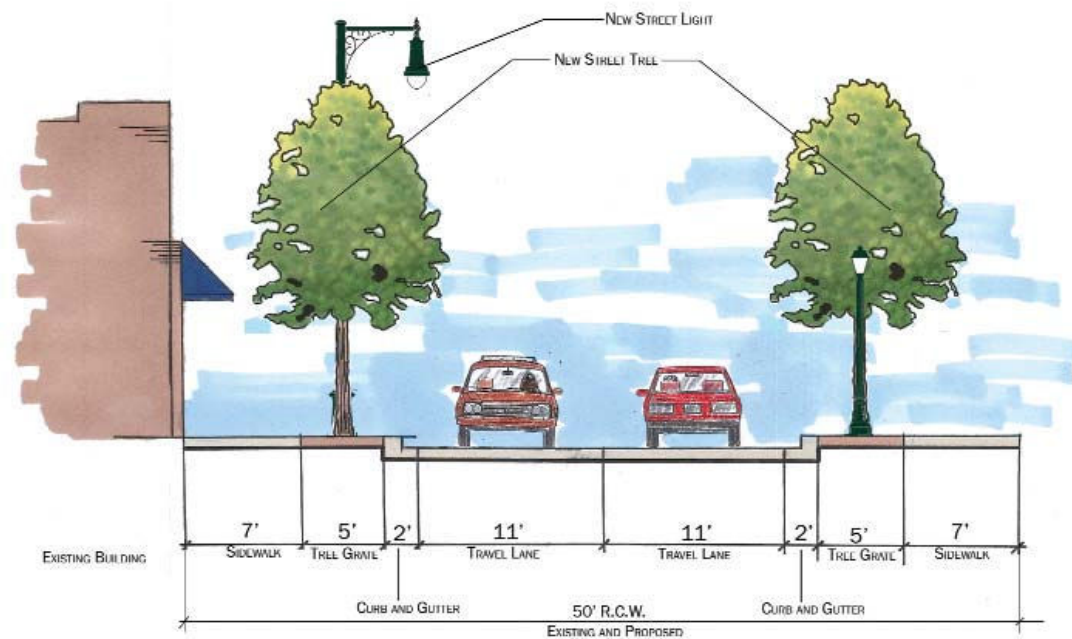 New Street Light
New Street Tree
7' 5' 2' 11' 11' 2' 5' 7'
Existing Building Sidewalk Tree Grate Travel Lane Travel Lane Tree Grate Sidewalk
Curb and Gutter Curb and Gutter
50' R.C.W.
Existing and Proposed